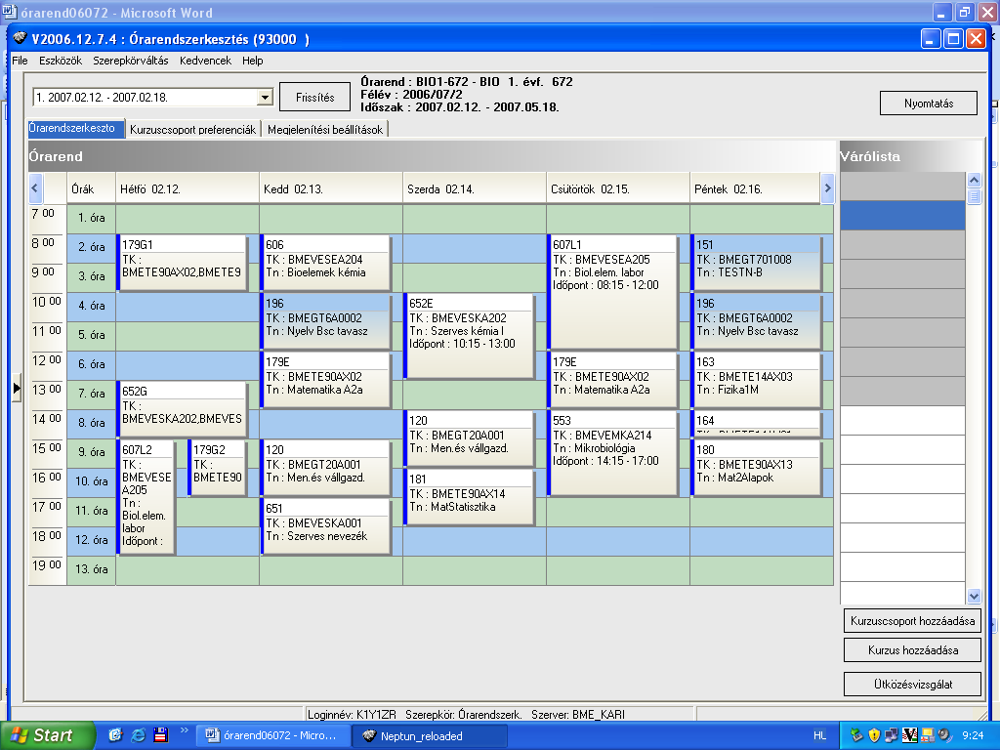 órarend06072 - Microsoft Word
V2006.12.7.4 : Órarendszerkesztés (93000 )
File Eszközök Szerepkörváltás Kedvencek Help
1. 2007.02.12. - 2007.02.18.
Frissítés
Órarend : BIO1-672 - BIO 1. évf. 672
Félév : 2006/07/2
Időszak : 2007.02.12. - 2007.05.18.
Nyomtatás
Órarendszerkeszto Kurzuscsoport preferenciák Megjelenítési beállítások
Órarend
Várólista
< Órák Hétfö 02.12. Kedd 02.13. Szerda 02.14. Csütörtök 02.15. Péntek 02.16. >
7 00 1. óra
8 00 2. óra
9 00 3. óra
10 00 4. óra
11 00 5. óra
12 00 6. óra
13 00 7. óra
14 00 8. óra
15 00 9. óra
16 00 10. óra
17 00 11. óra
18 00 12. óra
19 00 13. óra
179G1
TK :
BMETE90AX02,BMETE9
652G
TK :
BMEVESKA202,BMEVES
607L2
TK :
BMEVESE
A205
Tn :
Biol.elem.
labor
Időpont :
179G2
TK :
BMETE90
606
TK : BMEVESEA204
Tn : Bioelemek kémia
196
TK : BMEGT6A0002
Tn : Nyelv Bsc tavasz
179E
TK : BMETE90AX02
Tn : Matematika A2a
120
TK : BMEGT20A001
Tn : Men.és vállgazd.
651
TK : BMEVESKA001
Tn : Szerves nevezék
652E
TK : BMEVESKA202
Tn : Szerves kémia I
Időpont : 10:15 - 13:00
120
TK : BMEGT20A001
Tn : Men.és vállgazd.
181
TK : BMETE90AX14
Tn : MatStatisztika
607L1
TK : BMEVESEA205
Tn : Biol.elem. labor
Időpont : 08:15 - 12:00
179E
TK : BMETE90AX02
Tn : Matematika A2a
553
TK : BMEVEMKA214
Tn : Mikrobiológia
Időpont : 14:15 - 17:00
151
TK : BMEGT701008
Tn : TESTN-B
196
TK : BMEGT6A0002
Tn : Nyelv Bsc tavasz
163
TK : BMETE14AX03
Tn : Fizika1M
164
180
TK : BMETE90AX13
Tn : Mat2Alapok
Kurzuscsoport hozzáadása
Kurzus hozzáadása
Ütközésvizsgálat
Loginnév: K1Y1ZR Szerepkör: Órarendszerk. Szerver: BME_KARI
Start
»
órarend06072 - Micro...
Neptun_reloaded
HL
9:24